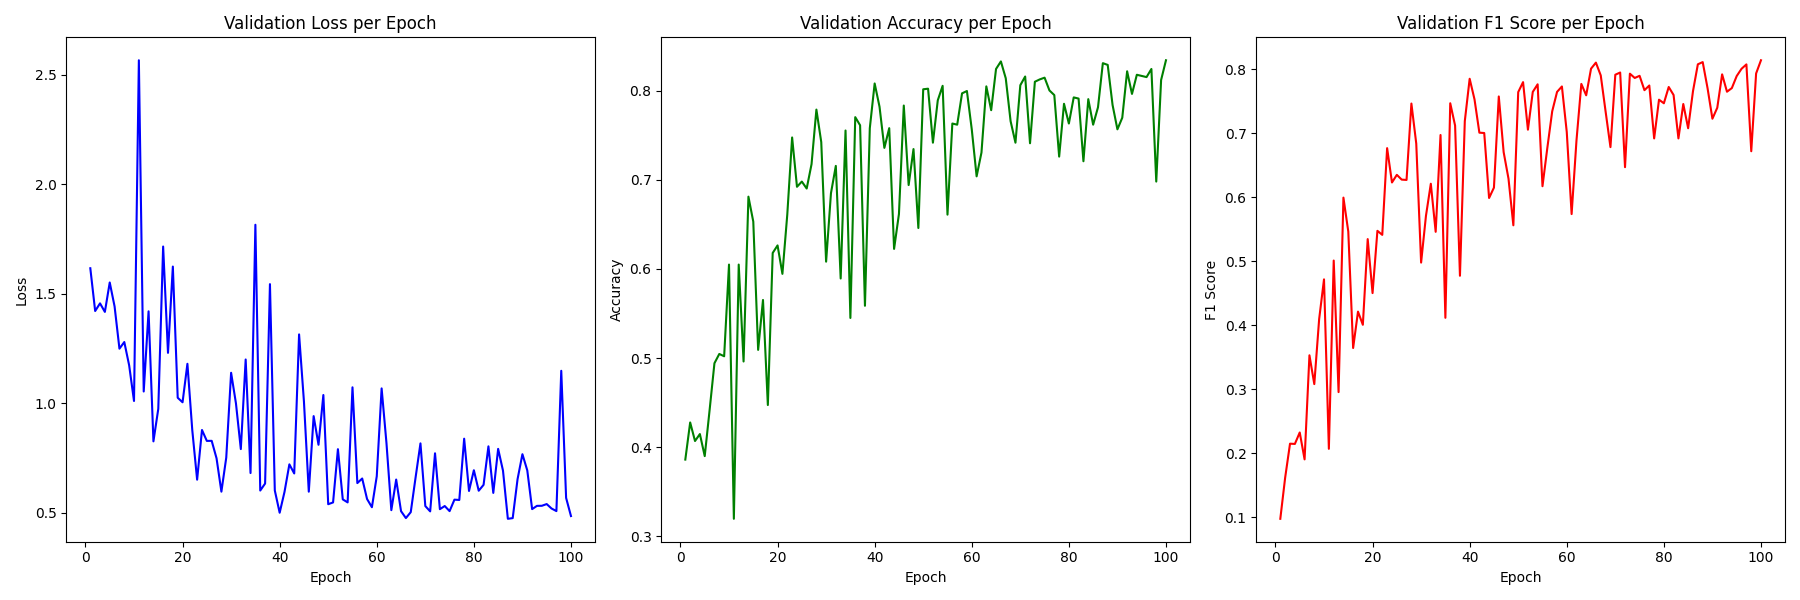 Validation Loss per Epoch
Loss
2.5
2.0
1.5
1.0
0.5
0 20 40 60 80 100
Epoch
Validation Accuracy per Epoch
Accuracy
0.8
0.7
0.6
0.5
0.4
0.3
0 20 40 60 80 100
Epoch
Validation F1 Score per Epoch
F1 Score
0.8
0.7
0.6
0.5
0.4
0.3
0.2
0.1
0 20 40 60 80 100
Epoch